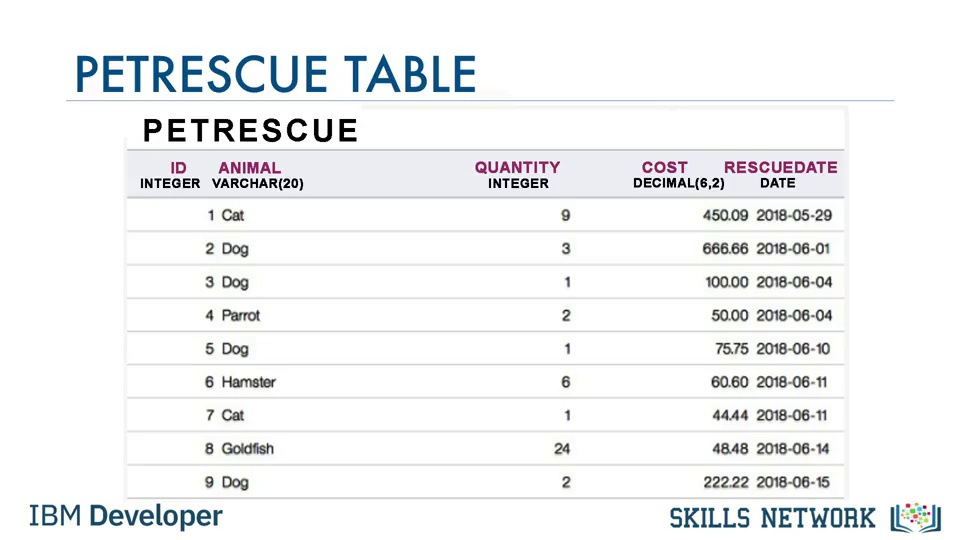 PETRESCUE TABLE
PETRESCUE
ID ANIMAL QUANTITY COST RESCUEDATE
INTEGER VARCHAR(20) INTEGER DECIMAL(6,2) DATE
1 Cat 9 450.09 2018-05-29
2 Dog 3 666.66 2018-06-01
3 Dog 1 100.00 2018-06-04
4 Parrot 2 50.00 2018-06-04
5 Dog 1 75.75 2018-06-10
6 Hamster 6 60.60 2018-06-11
7 Cat 1 44.44 2018-06-11
8 Goldfish 24 48.48 2018-06-14
9 Dog 2 222.22 2018-06-15
IBM Developer
SKILLS NETWORK